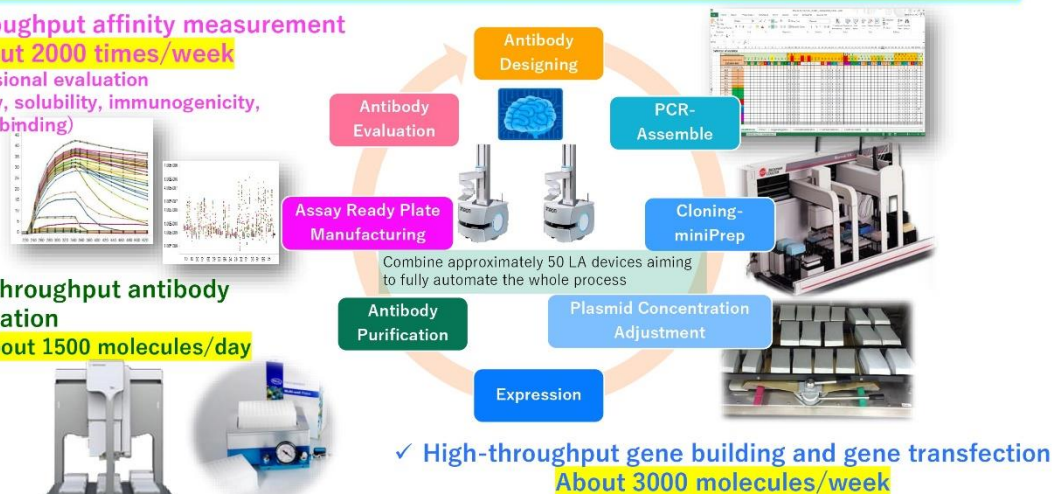 oughput affinity measurement
ut 2000 times/week
sional evaluation
y, solubility, immunogenicity,
binding)
Antibody
Designing
Antibody
Evaluation
PCR-
Assemble
Assay Ready Plate
Manufacturing
Cloning-
miniPrep
Combine approximately 50 LA devices aiming
to fully automate the whole process
hroughput antibody
ation
out 1500 molecules/day
Antibody
Purification
Plasmid Concentration
Adjustment
Expression
✓ High-throughput gene building and gene transfection
About 3000 molecules/week